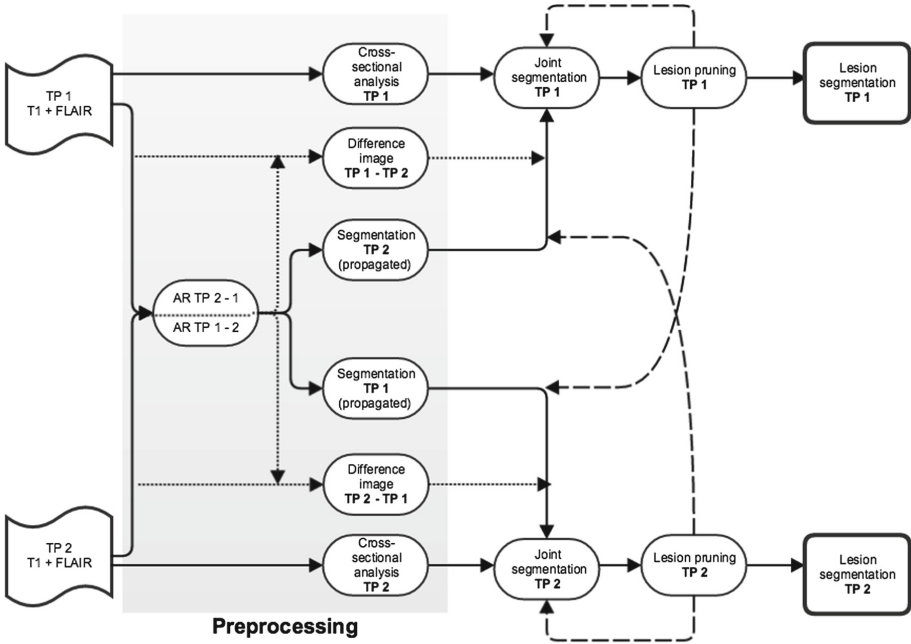 TP 1
T1 + FLAIR
Cross-
sectional
analysis
TP 1
Joint
segmentation
TP 1
Lesion pruning
TP 1
Lesion
segmentation
TP 1
Difference
image
TP 1 - TP 2
Segmentation
TP 2
(propagated)
AR TP 2 - 1
AR TP 1 - 2
Segmentation
TP 1
(propagated)
Difference
image
TP 2 - TP 1
TP 2
T1 + FLAIR
Cross-
sectional
analysis
TP 2
Joint
segmentation
TP 2
Lesion pruning
TP 2
Lesion
segmentation
TP 2
Preprocessing